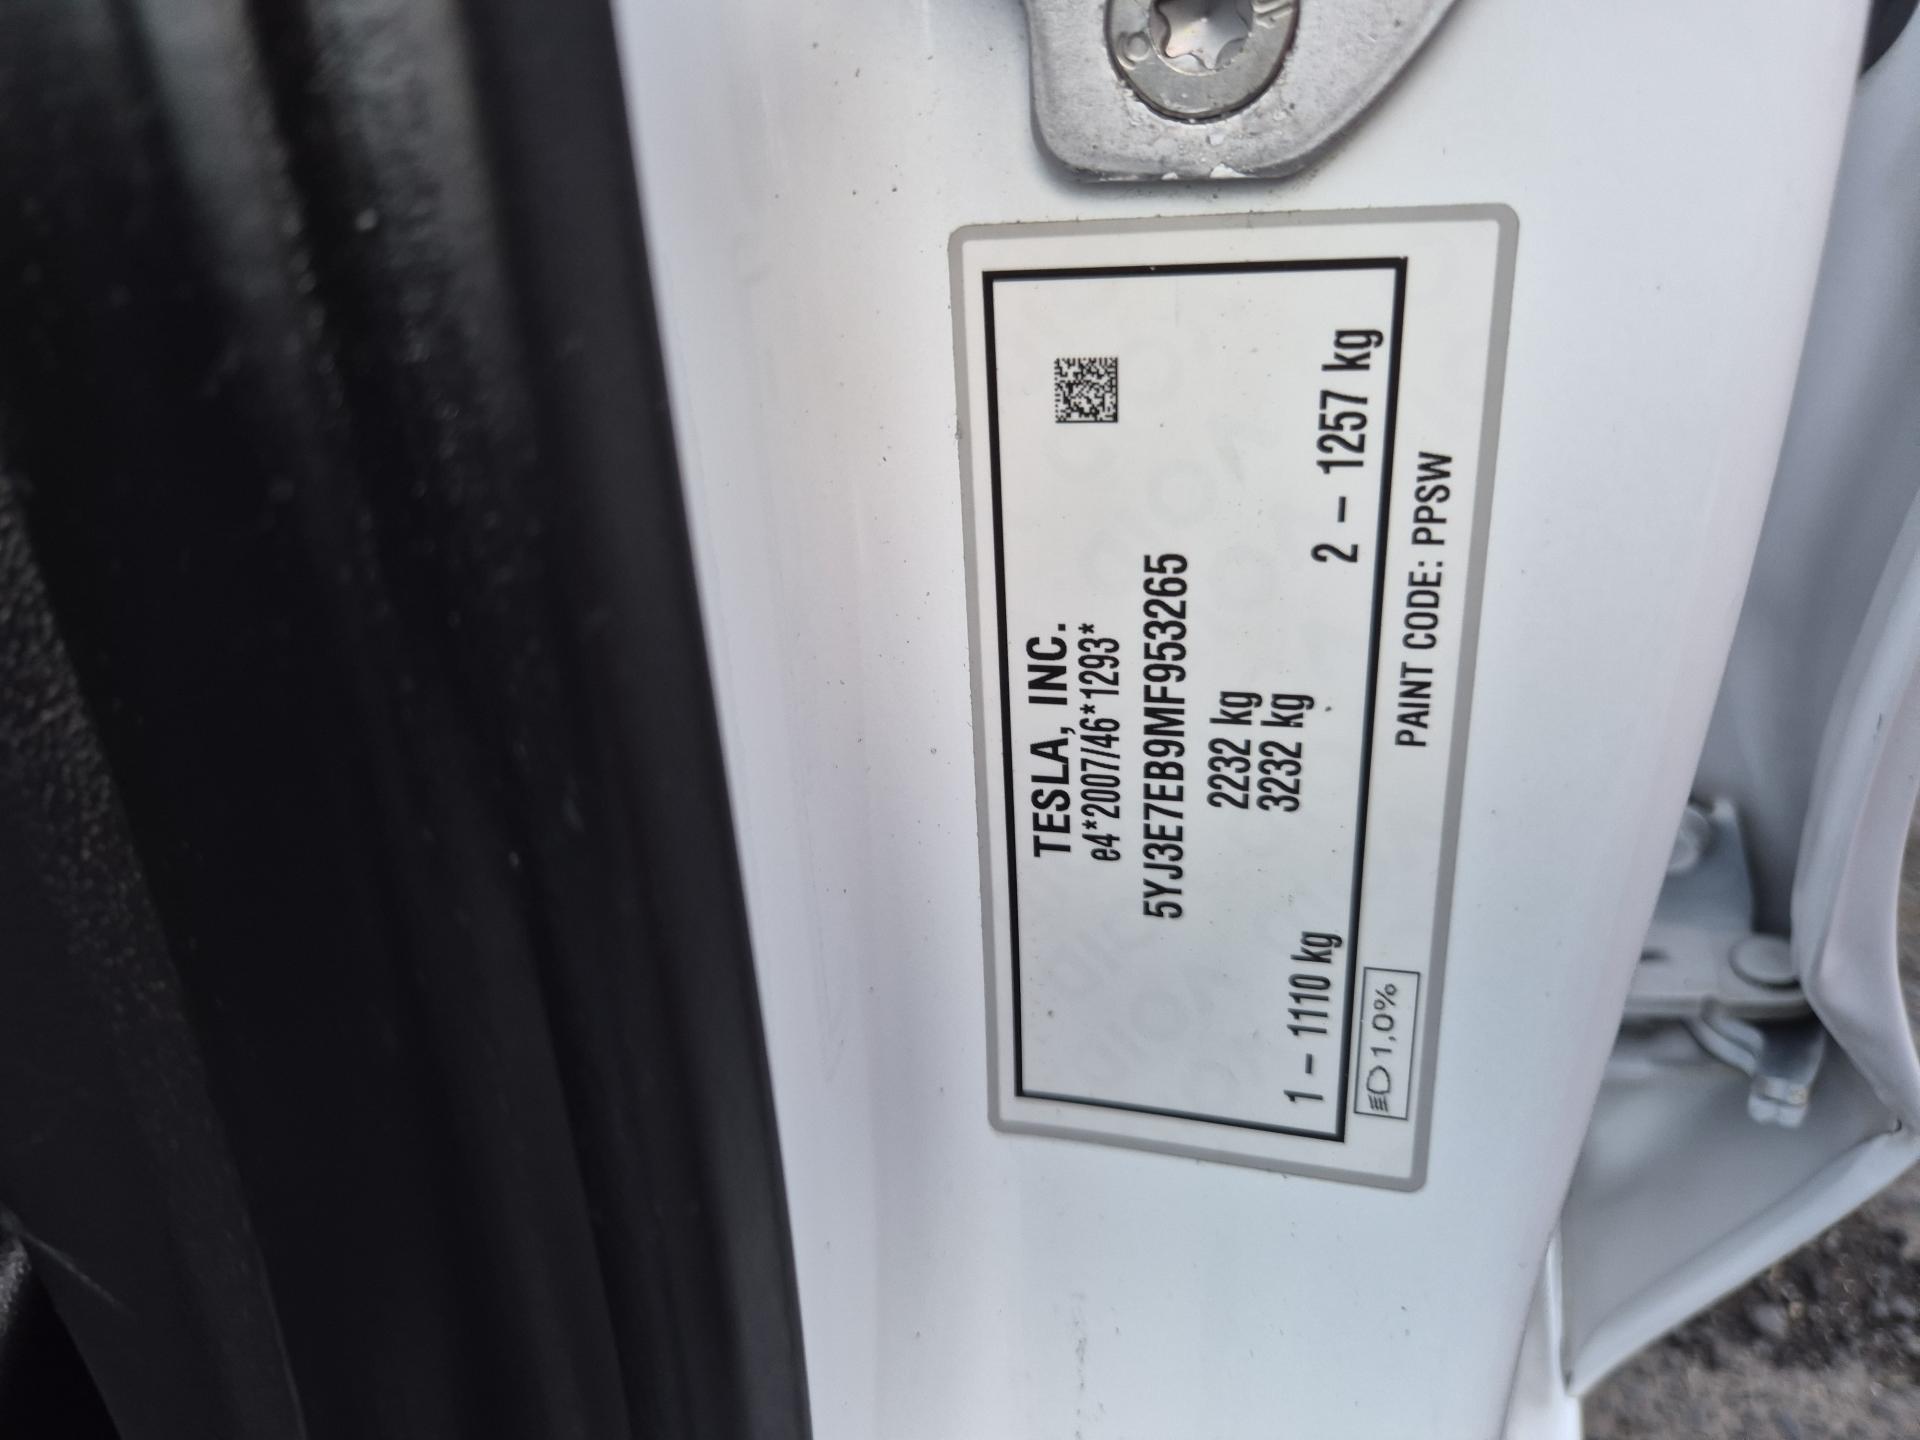 TESLA, INC.
e4*2007/46*1293*
5YJ3E7EB9MF953265
2232 kg
3232 kg
1 – 1110 kg
2 – 1257 kg
1,0%
PAINT CODE: PPSW